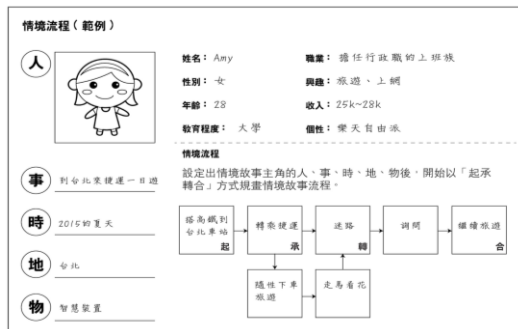 情境流程(範例)
人
姓名：Amy
職業：擔任行政職的上班族
性別：女
興趣：旅遊、上網
年齡：28
收入：25k~28k
教育程度：大學
個性：樂天自由派
事
到台北乘捷運一日遊
時
2015的夏天
地
台北
物
智慧裝置
情境流程
設定出情境故事主角的人、事、時、地、物後，開始以「起承
轉合」方式規畫情境故事流程。
搭高鐵到
台北車站
起
轉乘捷運
承
迷路
轉
詢問
繼續旅遊
合
隨性下車
旅遊
走馬看花